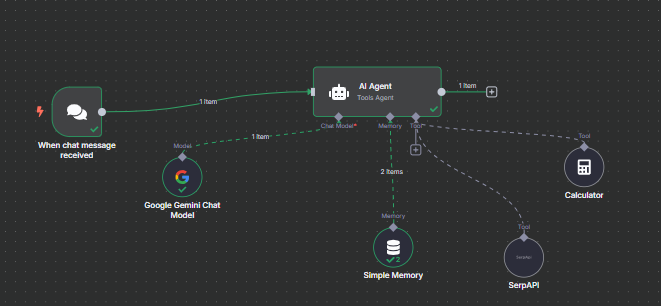 AI Agent
Tools Agent
1 Item
1 Item
Chat Model*
Memory
Tool
When chat message
received
1 Item
Model
Google Gemini Chat
Model
2 Items
Memory
2
Simple Memory
Tool
Calculator
Tool
SerpApi
SerpAPI